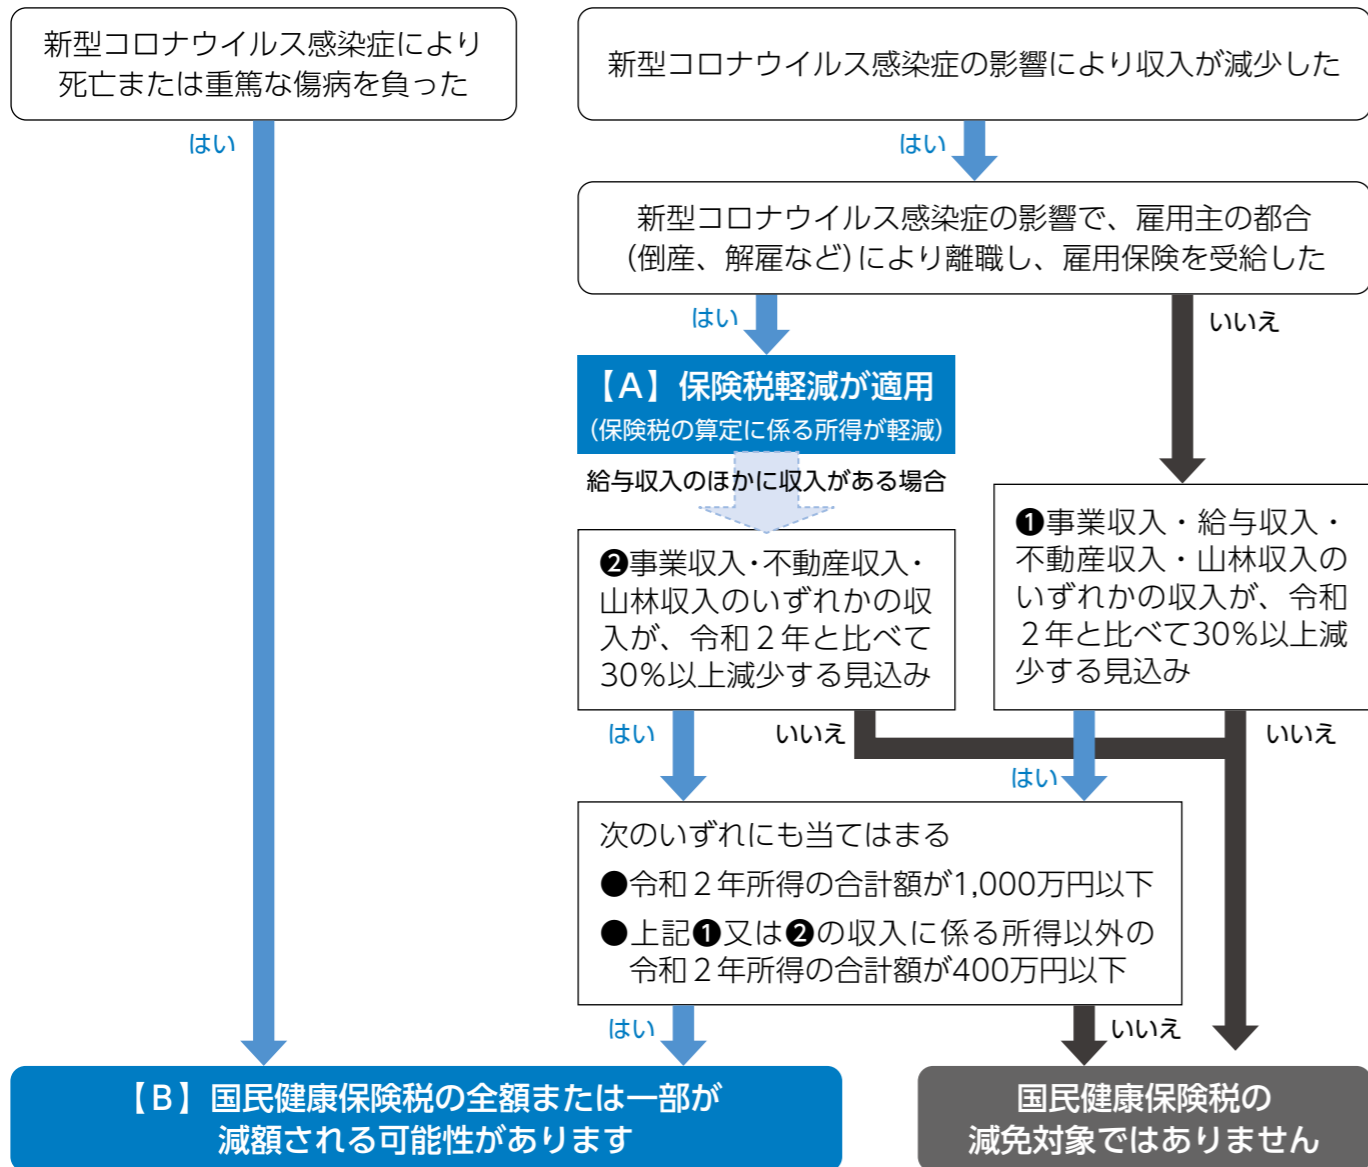 新型コロナウイルス感染症により
死亡または重篤な傷病を負った
はい
新型コロナウイルス感染症の影響により収入が減少した
はい
新型コロナウイルス感染症の影響で、雇用主の都合
(倒産、解雇など)により離職し、雇用保険を受給した
はい
いいえ
【A】保険税軽減が適用
(保険税の算定に係る所得が軽減)
給与収入のほかに収入がある場合
❷事業収入・不動産収入・
山林収入のいずれかの収
入が、令和２年と比べて
30％以上減少する見込み
❶事業収入・給与収入・
不動産収入・山林収入の
いずれかの収入が、令和
２年と比べて30％以上減
少する見込み
はい
いいえ
はい
いいえ
次のいずれにも当てはまる
●令和２年所得の合計額が1,000万円以下
●上記❶又は❷の収入に係る所得以外の
令和２年所得の合計額が400万円以下
はい
いいえ
【B】国民健康保険税の全額または一部が
減額される可能性があります
国民健康保険税の
減免対象ではありません